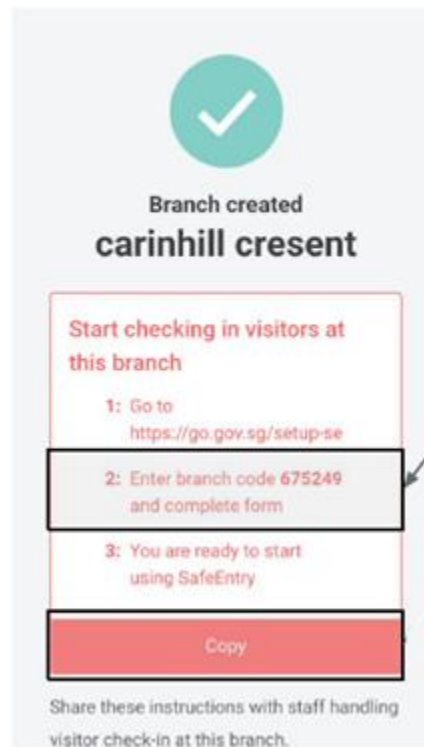 Branch created
carinhill cresent
Start checking in visitors at
this branch
1: Go to
https://go.gov.sg/setup-se
2: Enter branch code 675249
and complete form
3: You are ready to start
using SafeEntry
Copy
Share these instructions with staff handling
visitor check-in at this branch.